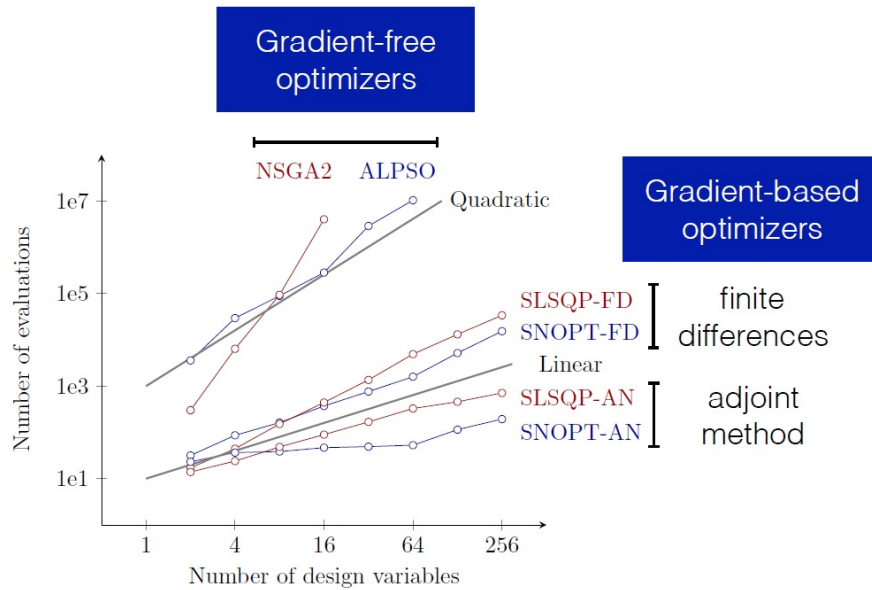 Gradient-free
optimizers
NSGA2
ALPSO
Quadratic
Gradient-based
optimizers
1e7
1e5
1e3
1e1
Number of evaluations
SLSQP-FD
SNOPT-FD
finite
differences
Linear
SLSQP-AN
SNOPT-AN
adjoint
method
1
4
16
64
256
Number of design variables